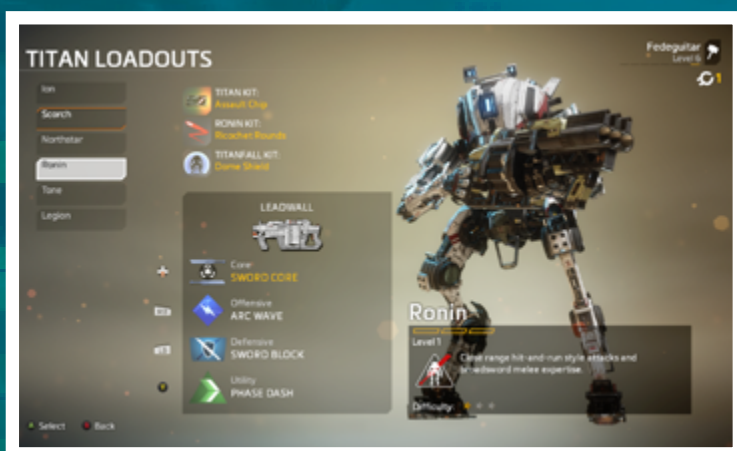 TITAN LOADOUTS
Fedeguitar
Level 6
1
Ion
Scorch
Northstar
Ronin
Tone
Legion
TITAN KIT:
Assault Chip
RONIN KIT:
Ricochet Rounds
TITANFALL KIT:
Dome Shield
LEADWALL
Core
SWORD CORE
Offensive
ARC WAVE
Defensive
SWORD BLOCK
Utility
PHASE DASH
Ronin
Level 1
Close range hit-and-run style attacks and
broadsword melee expertise.
Difficulty:
Select Back